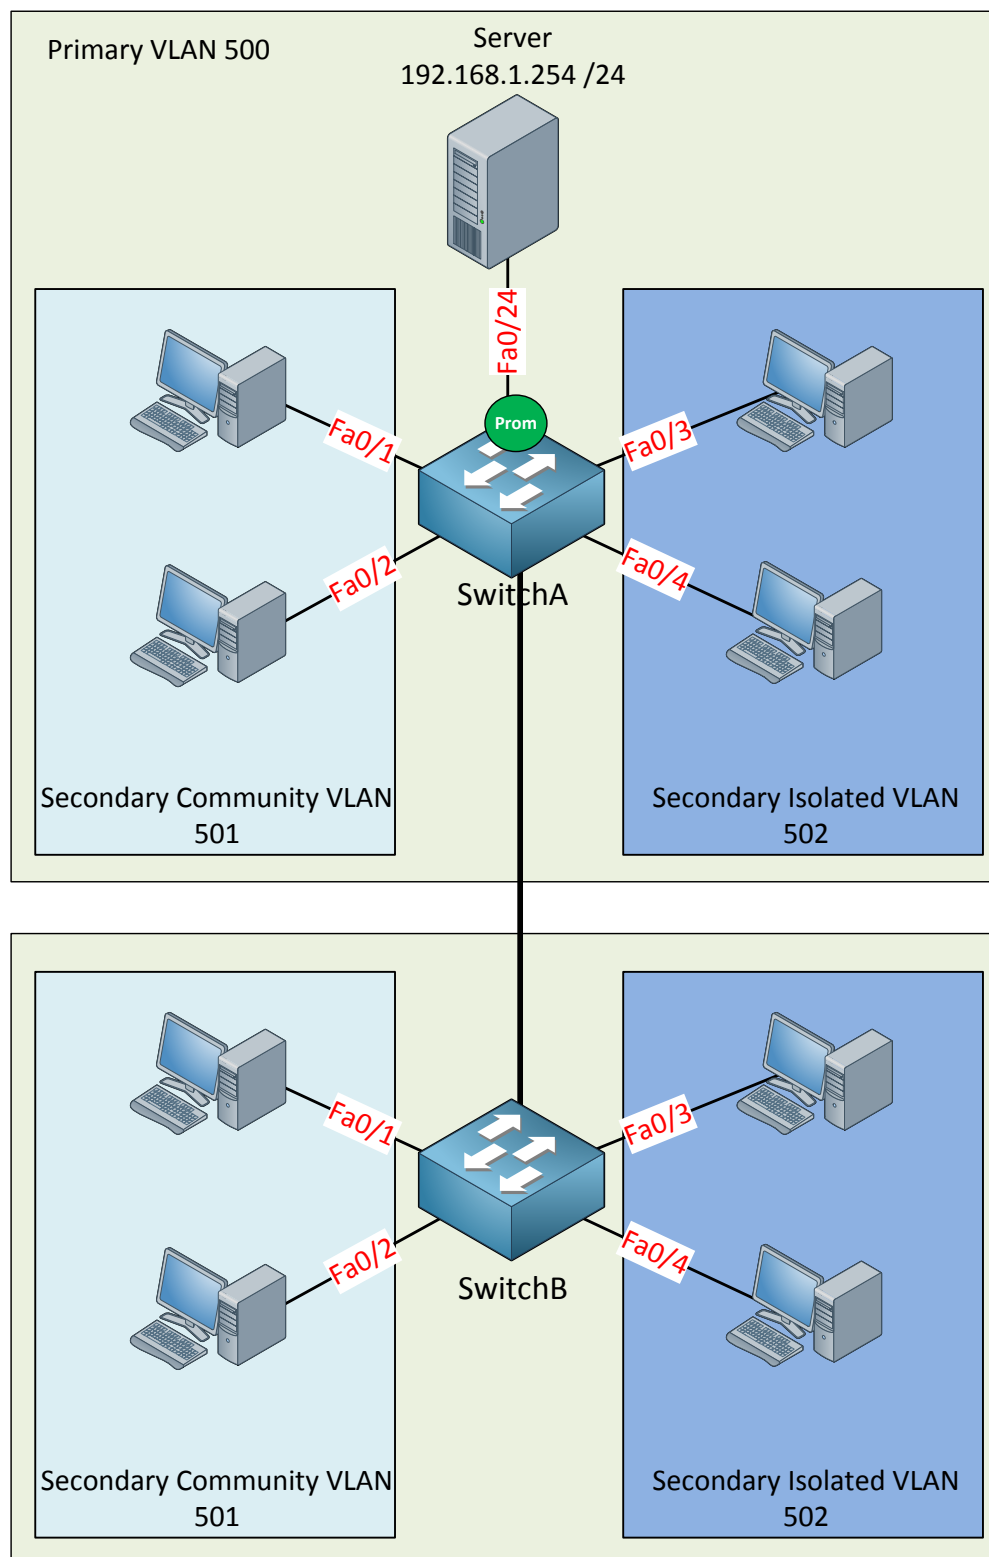 Primary VLAN 500
Server
192.168.1.254 /24
Fa0/24
Prom
Fa0/1
Fa0/3
Fa0/2
Fa0/4
SwitchA
Secondary Community VLAN
501
Secondary Isolated VLAN
502
Fa0/1
Fa0/3
Fa0/2
Fa0/4
SwitchB
Secondary Community VLAN
501
Secondary Isolated VLAN
502